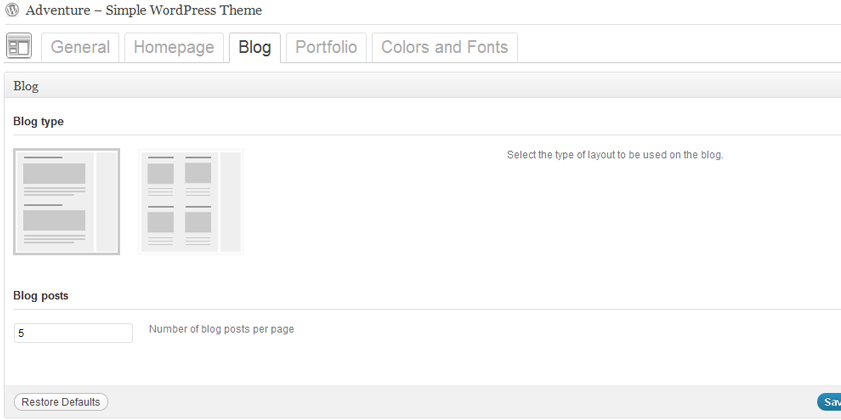 Adventure – Simple WordPress Theme
General Homepage Blog Portfolio Colors and Fonts
Blog
Blog type
Select the type of layout to be used on the blog.
Blog posts
5 Number of blog posts per page
Restore Defaults Sav